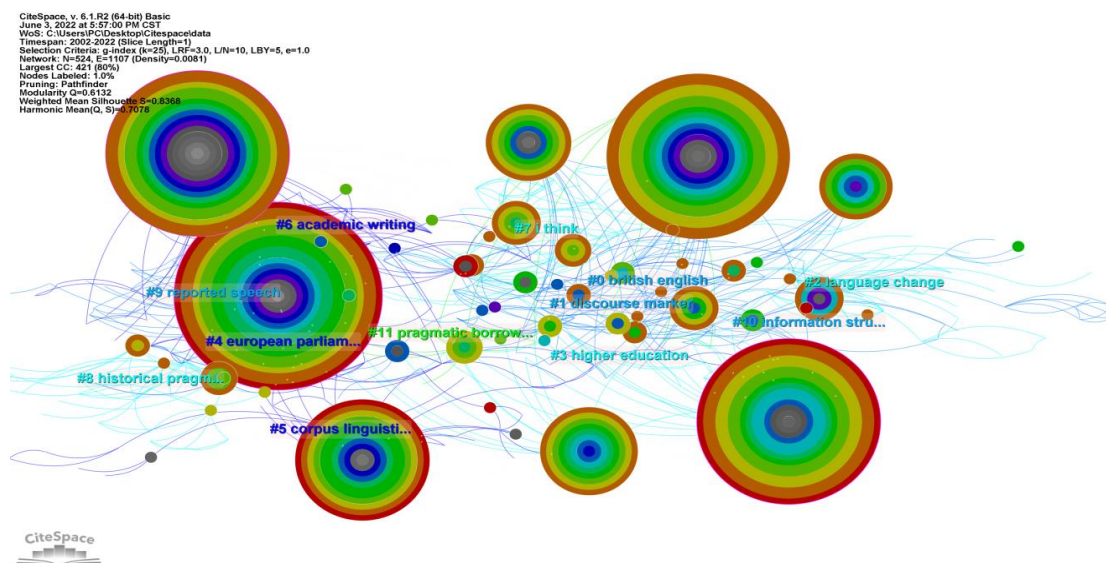 CiteSpace, v. 6.1.R2 (64-bit) Basic
June 3, 2022 at 5:57:00 PM CST
WoS: C:\Users\PC\Desktop\Citespace\data
Timespan: 2002-2022 (Slice Length=1)
Selection Criteria: g-index (k=25), LRF=3.0, L/N=10, LBY=5, e=1.0
Network: N=524, E=1107 (Density=0.0081)
Largest CC: 421 (80%)
Nodes Labeled: 1.0%
Pruning: Pathfinder
Modularity Q=0.6132
Weighted Mean Silhouette S=0.8368
Harmonic Mean(Q, S)=0.7078
#6 academic writing
#7 i think
#0 british english
#2 language change
#9 reported speech
#1 discourse marker
#10 information stru...
#11 pragmatic borrow...
#4 european parliam...
#3 higher education
#8 historical pragm...
#5 corpus linguisti...
CiteSpace